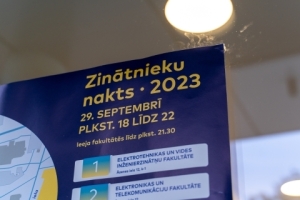 Zinātnieku
nakts · 2023
29. SEPTEMBRĪ
PLKST. 18 LĪDZ 22
Ieeja fakultātēs līdz plkst. 21.30
1
ELEKTROTEHNIKAS UN VIDES
INŽENIERZINĀTŅU FAKULTĀTE
2
ELEKTRONIKAS UN
TELEKOMUNIKĀCIJU FAKULTĀTE